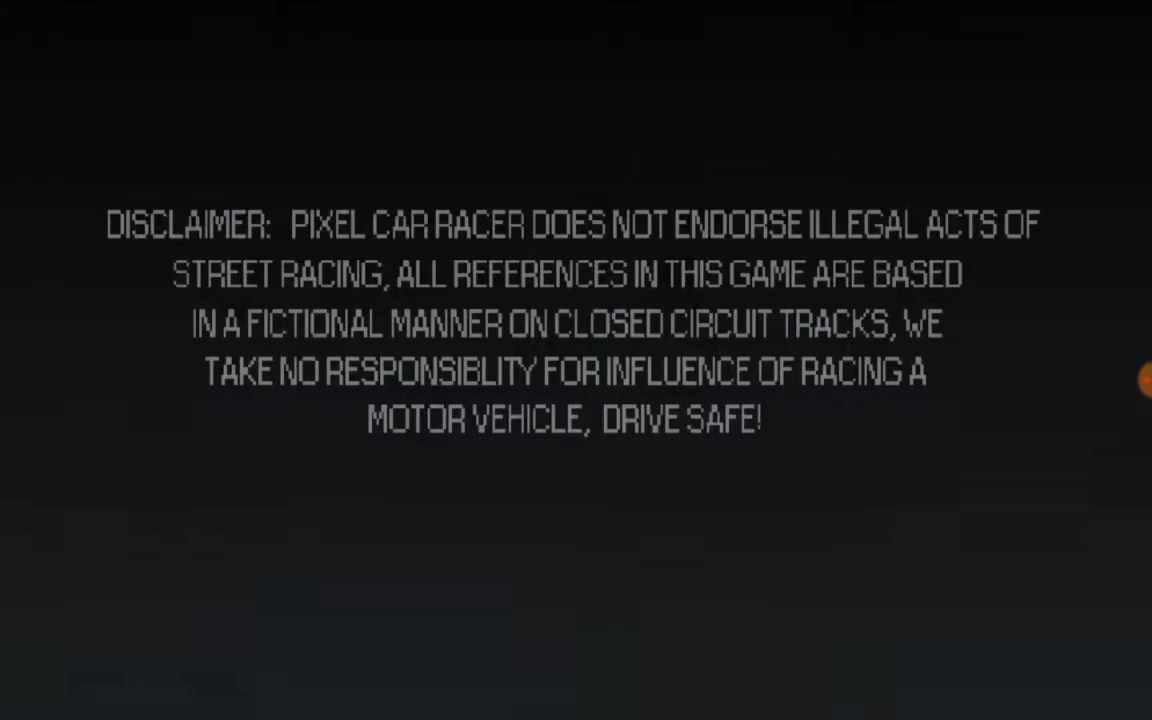 DISCLAIMER: PIXEL CAR RACER DOES NOT ENDORSE ILLEGAL ACTS OF
STREET RACING, ALL REFERENCES IN THIS GAME ARE BASED
IN A FICTIONAL MANNER ON CLOSED CIRCUIT TRACKS, WE
TAKE NO RESPONSIBLITY FOR INFLUENCE OF RACING A
MOTOR VEHICLE, DRIVE SAFE!